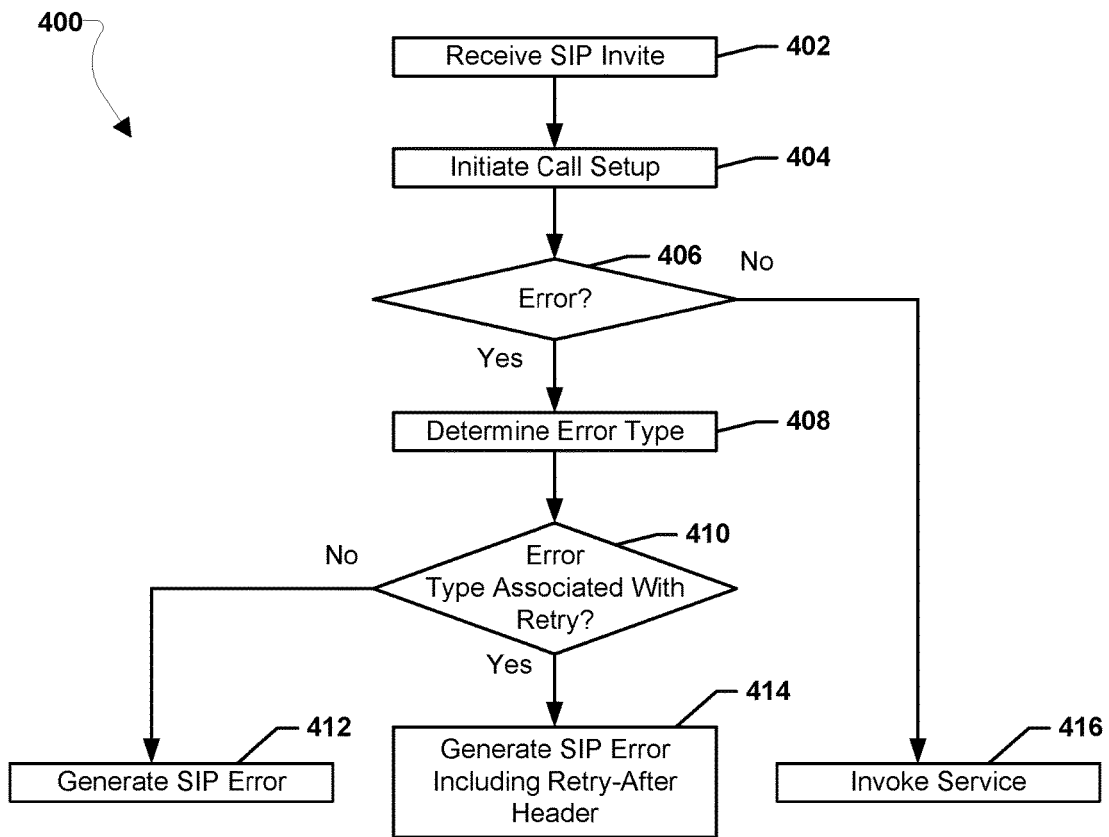 400
Receive SIP Invite
402
Initiate Call Setup
404
406
No
Error?
Yes
Determine Error Type
408
410
No
Error
Type Associated With
Retry?
Yes
414
412
Generate SIP Error
Including Retry-After
Header
416
Generate SIP Error
Invoke Service